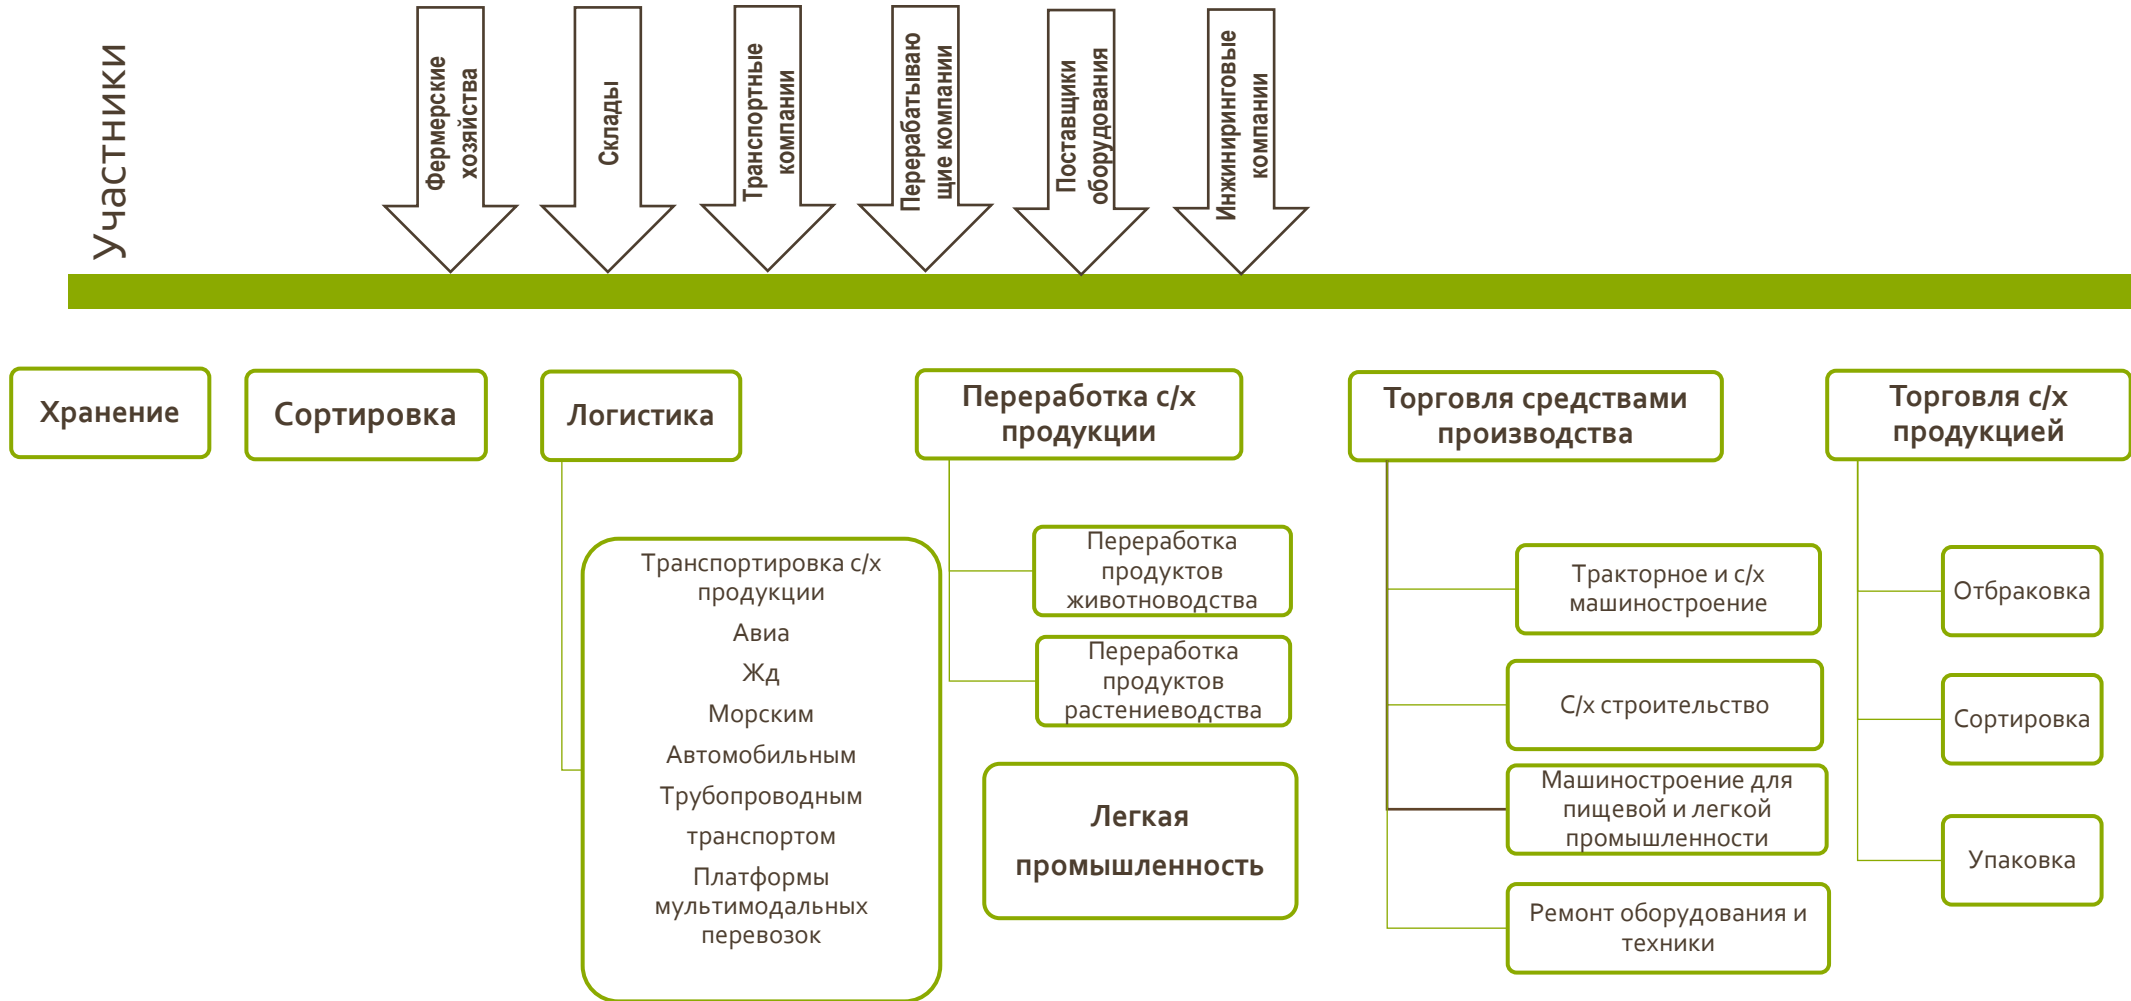 Участники
Фермерские
хозяйства
Склады
Транспортные
компании
Перерабатываю
щие компании
Поставщики
оборудования
Инжиниринговые
компании
Хранение
Сортировка
Логистика
Транспортировка с/х
продукции
Авиа
Жд
Морским
Автомобильным
Трубопроводным
транспортом
Платформы
мультимодальных
перевозок
Переработка с/х
продукции
Переработка
продуктов
животноводства
Переработка
продуктов
растениеводства
Легкая
промышленность
Торговля средствами
производства
Тракторное и с/х
машиностроение
С/х строительство
Машиностроение для
пищевой и легкой
промышленности
Ремонт оборудования и
техники
Торговля с/х
продукцией
Отбраковка
Сортировка
Упаковка